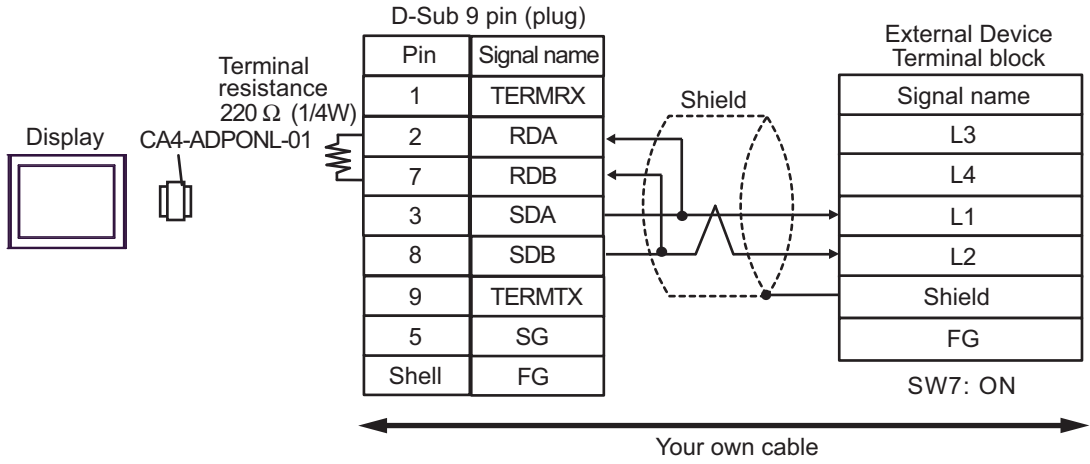 D-Sub 9 pin (plug)
External Device
Terminal block
Terminal
resistance
220 Ω (1/4W)
Display
CA4-ADPONL-01
Pin Signal name
1 TERMRX
2 RDA
7 RDB
3 SDA
8 SDB
9 TERMTX
5 SG
Shell FG
Shield
Signal name
L3
L4
L1
L2
Shield
FG
SW7: ON
Your own cable